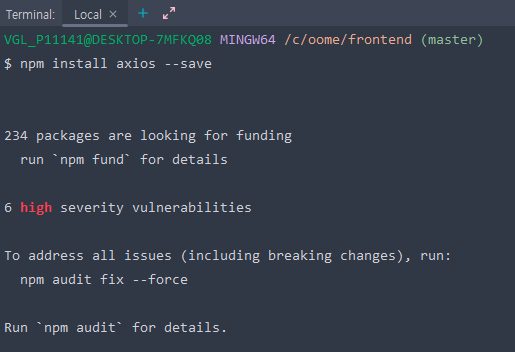 Terminal: Local × +
VGL_P11141@DESKTOP-7MFKQ08 MINGW64 /c/oome/frontend (master)
$ npm install axios --save
234 packages are looking for funding
run `npm fund` for details
6 high severity vulnerabilities
To address all issues (including breaking changes), run:
npm audit fix --force
Run `npm audit` for details.